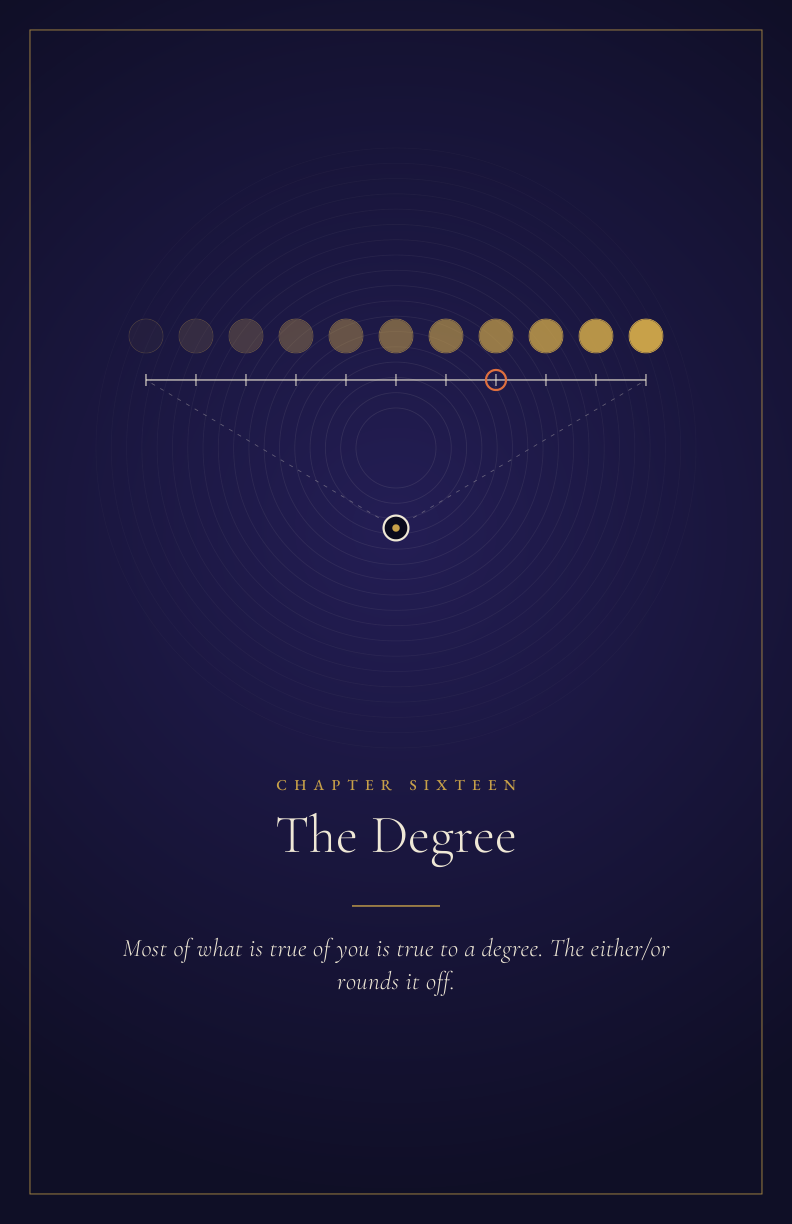 CHAPTER SIXTEEN
The Degree
Most of what is true of you is true to a degree. The either/or
rounds it off.